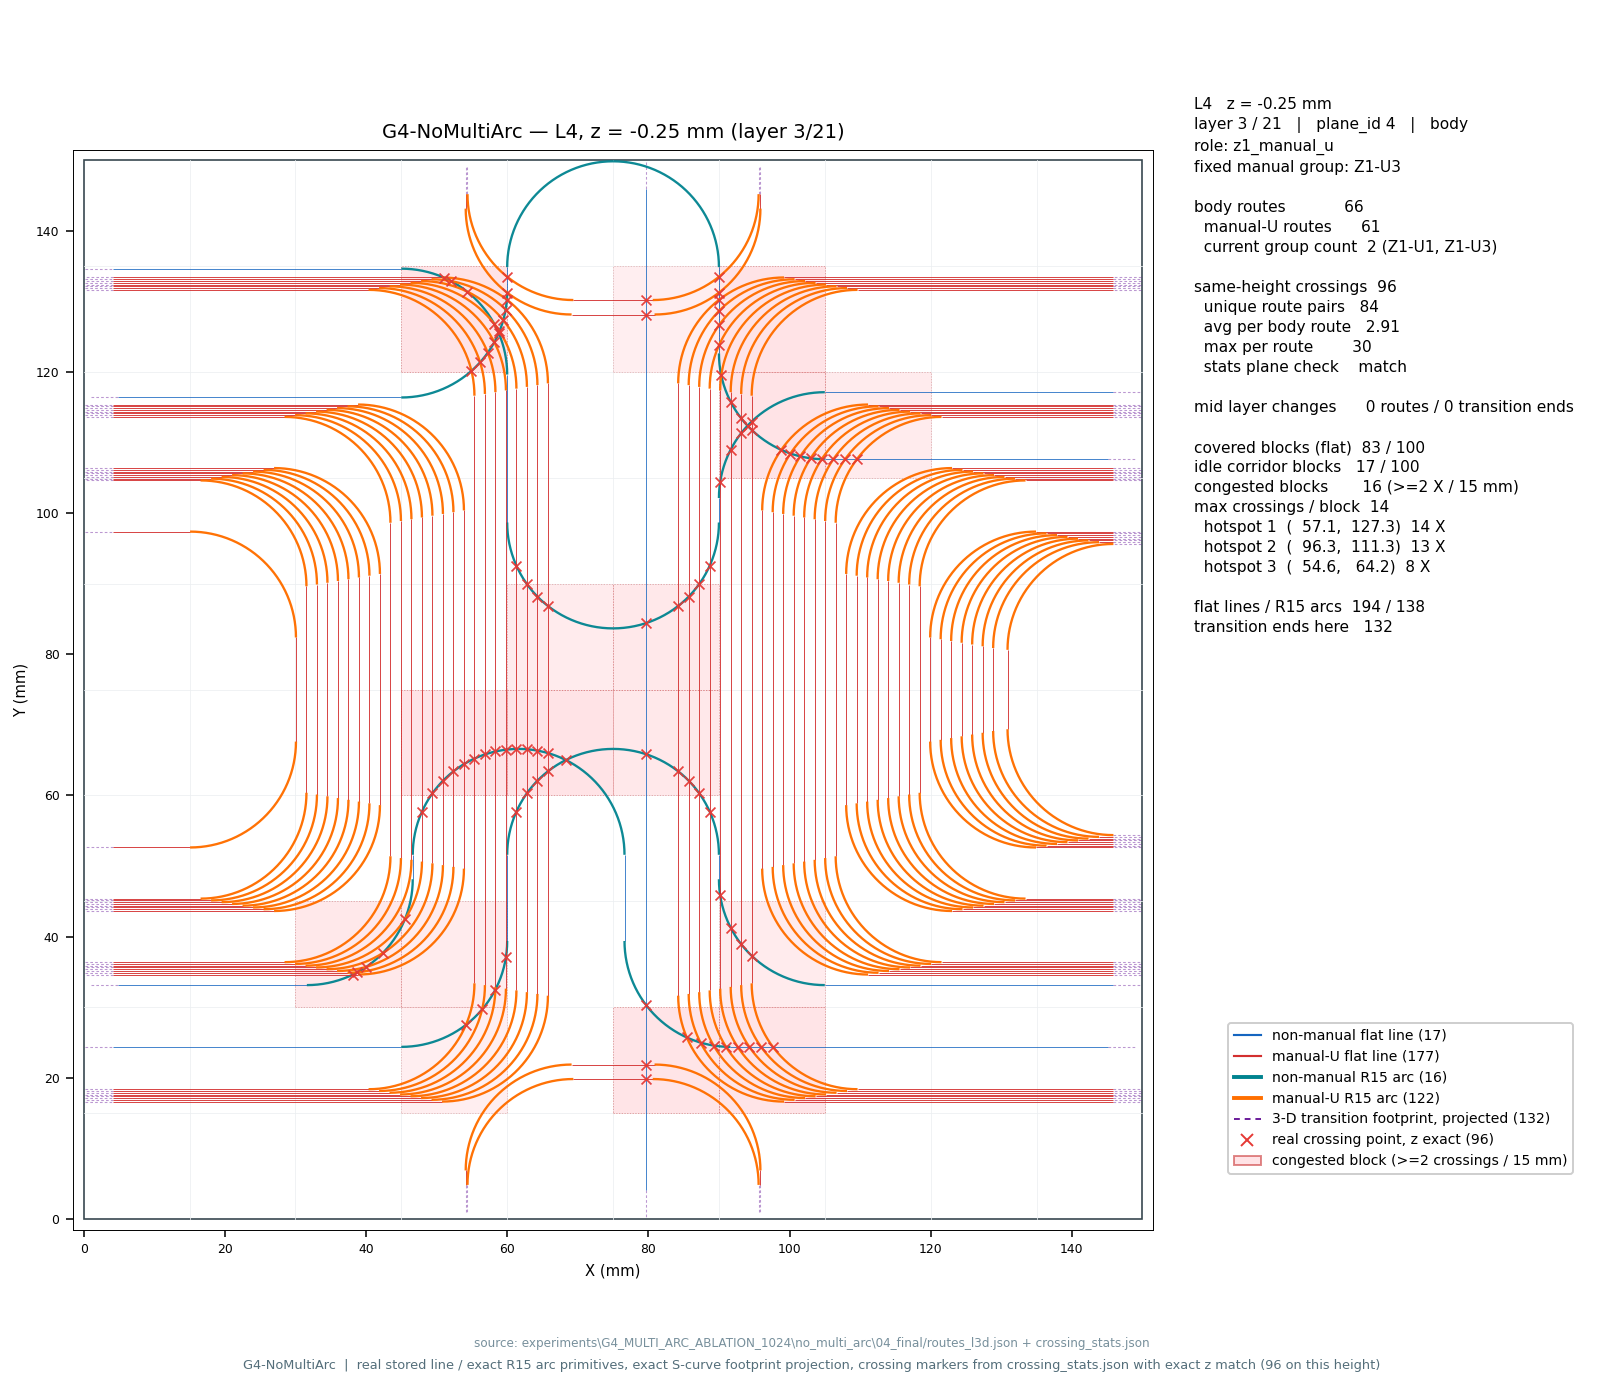 G4-NoMultiArc — L4, z = -0.25 mm (layer 3/21)
Y (mm)
140
120
100
80
60
40
20
0
0 20 40 60 80 100 120 140
X (mm)
L4 z = -0.25 mm
layer 3 / 21 | plane_id 4 | body
role: z1_manual_u
fixed manual group: Z1-U3
body routes 66
manual-U routes 61
current group count 2 (Z1-U1, Z1-U3)
same-height crossings 96
unique route pairs 84
avg per body route 2.91
max per route 30
stats plane check match
mid layer changes 0 routes / 0 transition ends
covered blocks (flat) 83 / 100
idle corridor blocks 17 / 100
congested blocks 16 (>=2 X / 15 mm)
max crossings / block 14
hotspot 1 ( 57.1, 127.3) 14 X
hotspot 2 ( 96.3, 111.3) 13 X
hotspot 3 ( 54.6, 64.2) 8 X
flat lines / R15 arcs 194 / 138
transition ends here 132
non-manual flat line (17)
manual-U flat line (177)
non-manual R15 arc (16)
manual-U R15 arc (122)
3-D transition footprint, projected (132)
real crossing point, z exact (96)
congested block (>=2 crossings / 15 mm)
source: experiments\G4_MULTI_ARC_ABLATION_1024\no_multi_arc\04_final/routes_l3d.json + crossing_stats.json
G4-NoMultiArc | real stored line / exact R15 arc primitives, exact S-curve footprint projection, crossing markers from crossing_stats.json with exact z match (96 on this height)